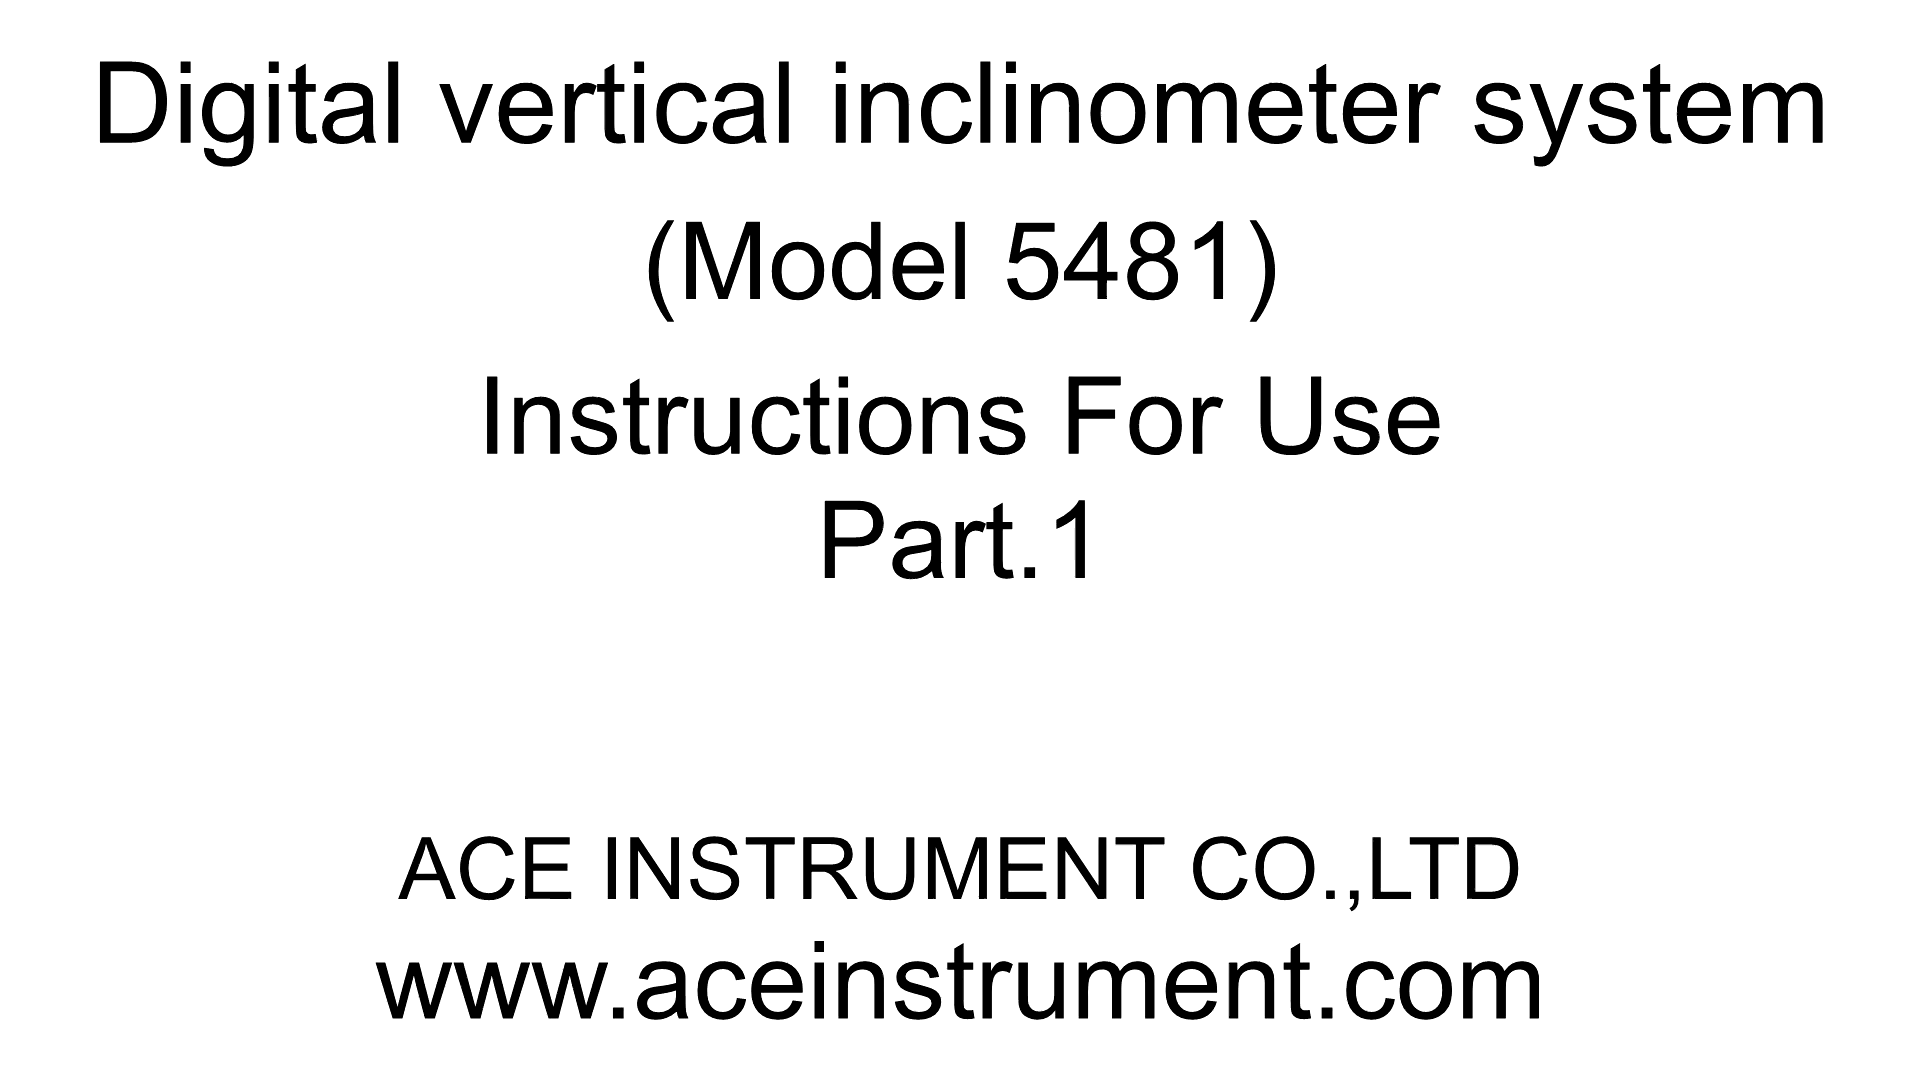 Digital vertical inclinometer system
(Model 5481)
Instructions For Use
Part.1
ACE INSTRUMENT CO.,LTD
www.aceinstrument.com